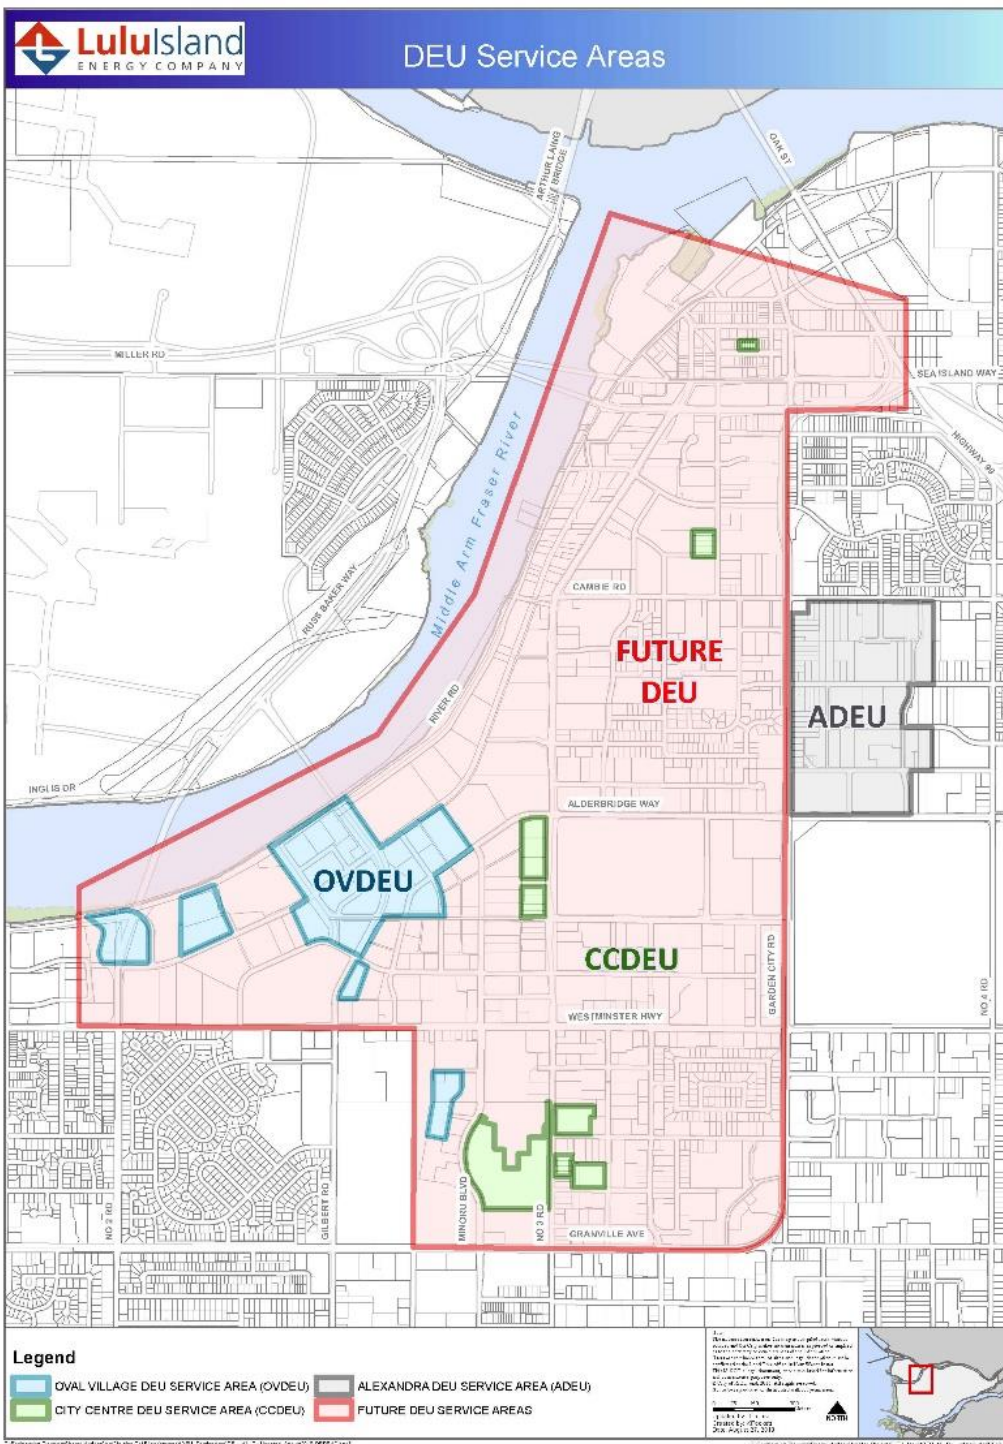 LuluIsland
ENERGY COMPANY
DEU Service Areas
ARTHUR LAING
BRIDGE
OAK ST
MILLER RD
SEA ISLAND WAY
HIGHWAY 99
Middle Arm Fraser River
RUSS BAKER WAY
CAMBIE RD
FUTURE
DEU
RIVER RD
ADEU
INGLIS DR
ALDERBRIDGE WAY
OVDEU
CCDEU
GARDEN CITY RD
NO 4 RD
WESTMINSTER HWY
NO 2 RD
GILBERT RD
MINORU BLVD
NO 3 RD
GRANVILLE AVE
Legend
OVAL VILLAGE DEU SERVICE AREA (OVDEU)
ALEXANDRA DEU SERVICE AREA (ADEU)
CITY CENTRE DEU SERVICE AREA (CCDEU)
FUTURE DEU SERVICE AREAS
NORTH